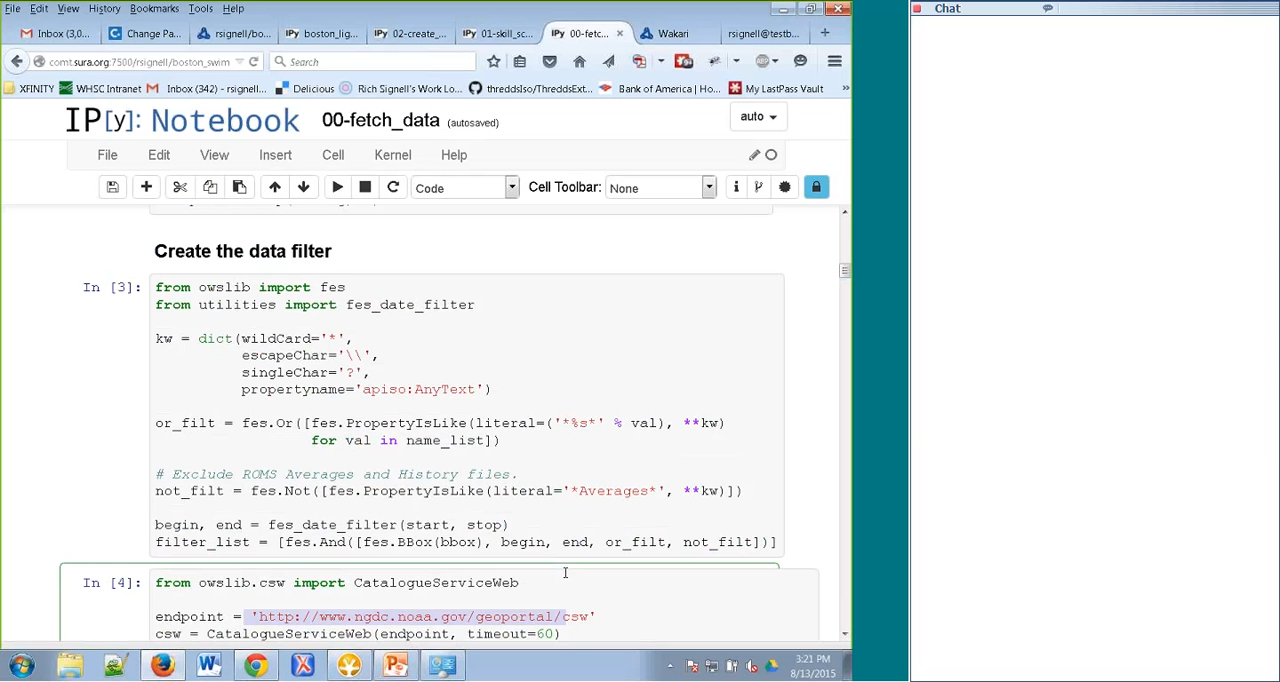 File Edit View History Bookmarks Tools Help
Chat
Inbox (3,0...
Change Pa...
rsignell/bo...
IPy boston_lig...
IPy 02-create_...
IPy 01-skill_sc...
IPy 00-fetc...
Wakari
rsignell@testb...
comt.sura.org:7500/rsignell/boston_swim
Search
XFINITY
WHSC Intranet
Inbox (342) - rsignell...
Delicious
Rich Signell's Work Lo...
threddsIso/ThreddsExt...
Bank of America | Ho...
My LastPass Vault
IP[y]: Notebook
00-fetch_data (autosaved)
auto
File Edit View Insert Cell Kernel Help
Code
Cell Toolbar:
None
Create the data filter
In [3]:
from owslib import fes
from utilities import fes_date_filter
kw = dict(wildCard='*',
escapeChar='\\',
singleChar='?',
propertyname='apiso:AnyText')
or_filt = fes.Or([fes.PropertyIsLike(literal=('*%s*' % val), **kw)
for val in name_list])
# Exclude ROMS Averages and History files.
not_filt = fes.Not([fes.PropertyIsLike(literal='*Averages*', **kw)])
begin, end = fes_date_filter(start, stop)
filter_list = [fes.And([fes.BBox(bbox), begin, end, or_filt, not_filt])]
In [4]:
from owslib.csw import CatalogueServiceWeb
endpoint = 'http://www.ngdc.noaa.gov/geoportal/csw'
csw = CatalogueServiceWeb(endpoint, timeout=60)
3:21 PM
8/13/2015